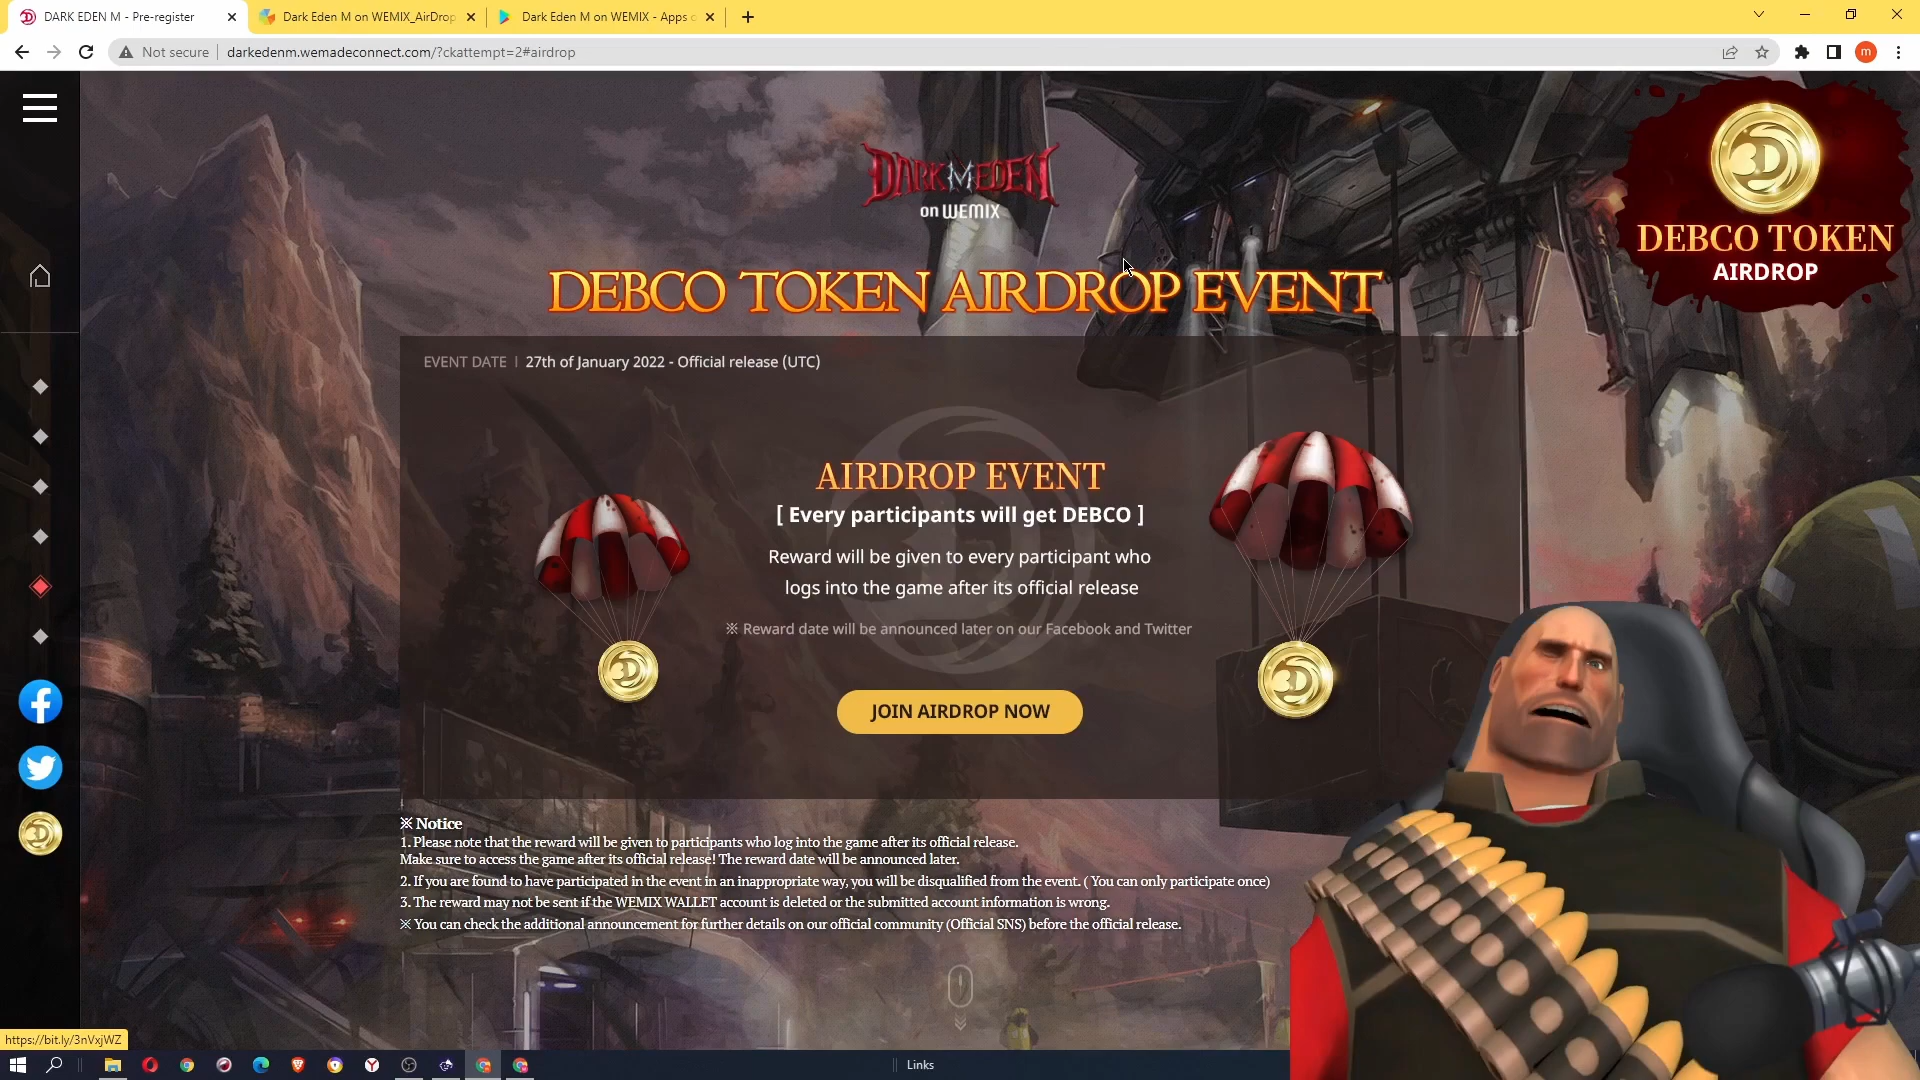 DARK EDEN M - Pre-register
Dark Eden M on WEMIX_AirDrop
Dark Eden M on WEMIX - Apps o
Not secure
darkedenm.wemadeconnect.com/?ckattempt=2#airdrop
m
DARK M EDEN
on WEMIX
DEBCO TOKEN
AIRDROP
DEBCO TOKEN AIRDROP EVENT
EVENT DATE | 27th of January 2022 - Official release (UTC)
AIRDROP EVENT
[ Every participants will get DEBCO ]
Reward will be given to every participant who
logs into the game after its official release
※ Reward date will be announced later on our Facebook and Twitter
JOIN AIRDROP NOW
※ Notice
1. Please note that the reward will be given to participants who log into the game after its official release.
Make sure to access the game after its official release! The reward date will be announced later.
2. If you are found to have participated in the event in an inappropriate way, you will be disqualified from the event. ( You can only participate once)
3. The reward may not be sent if the WEMIX WALLET account is deleted or the submitted account information is wrong.
※ You can check the additional announcement for further details on our official community (Official SNS) before the official release.
https://bit.ly/3nVxjWZ
Links